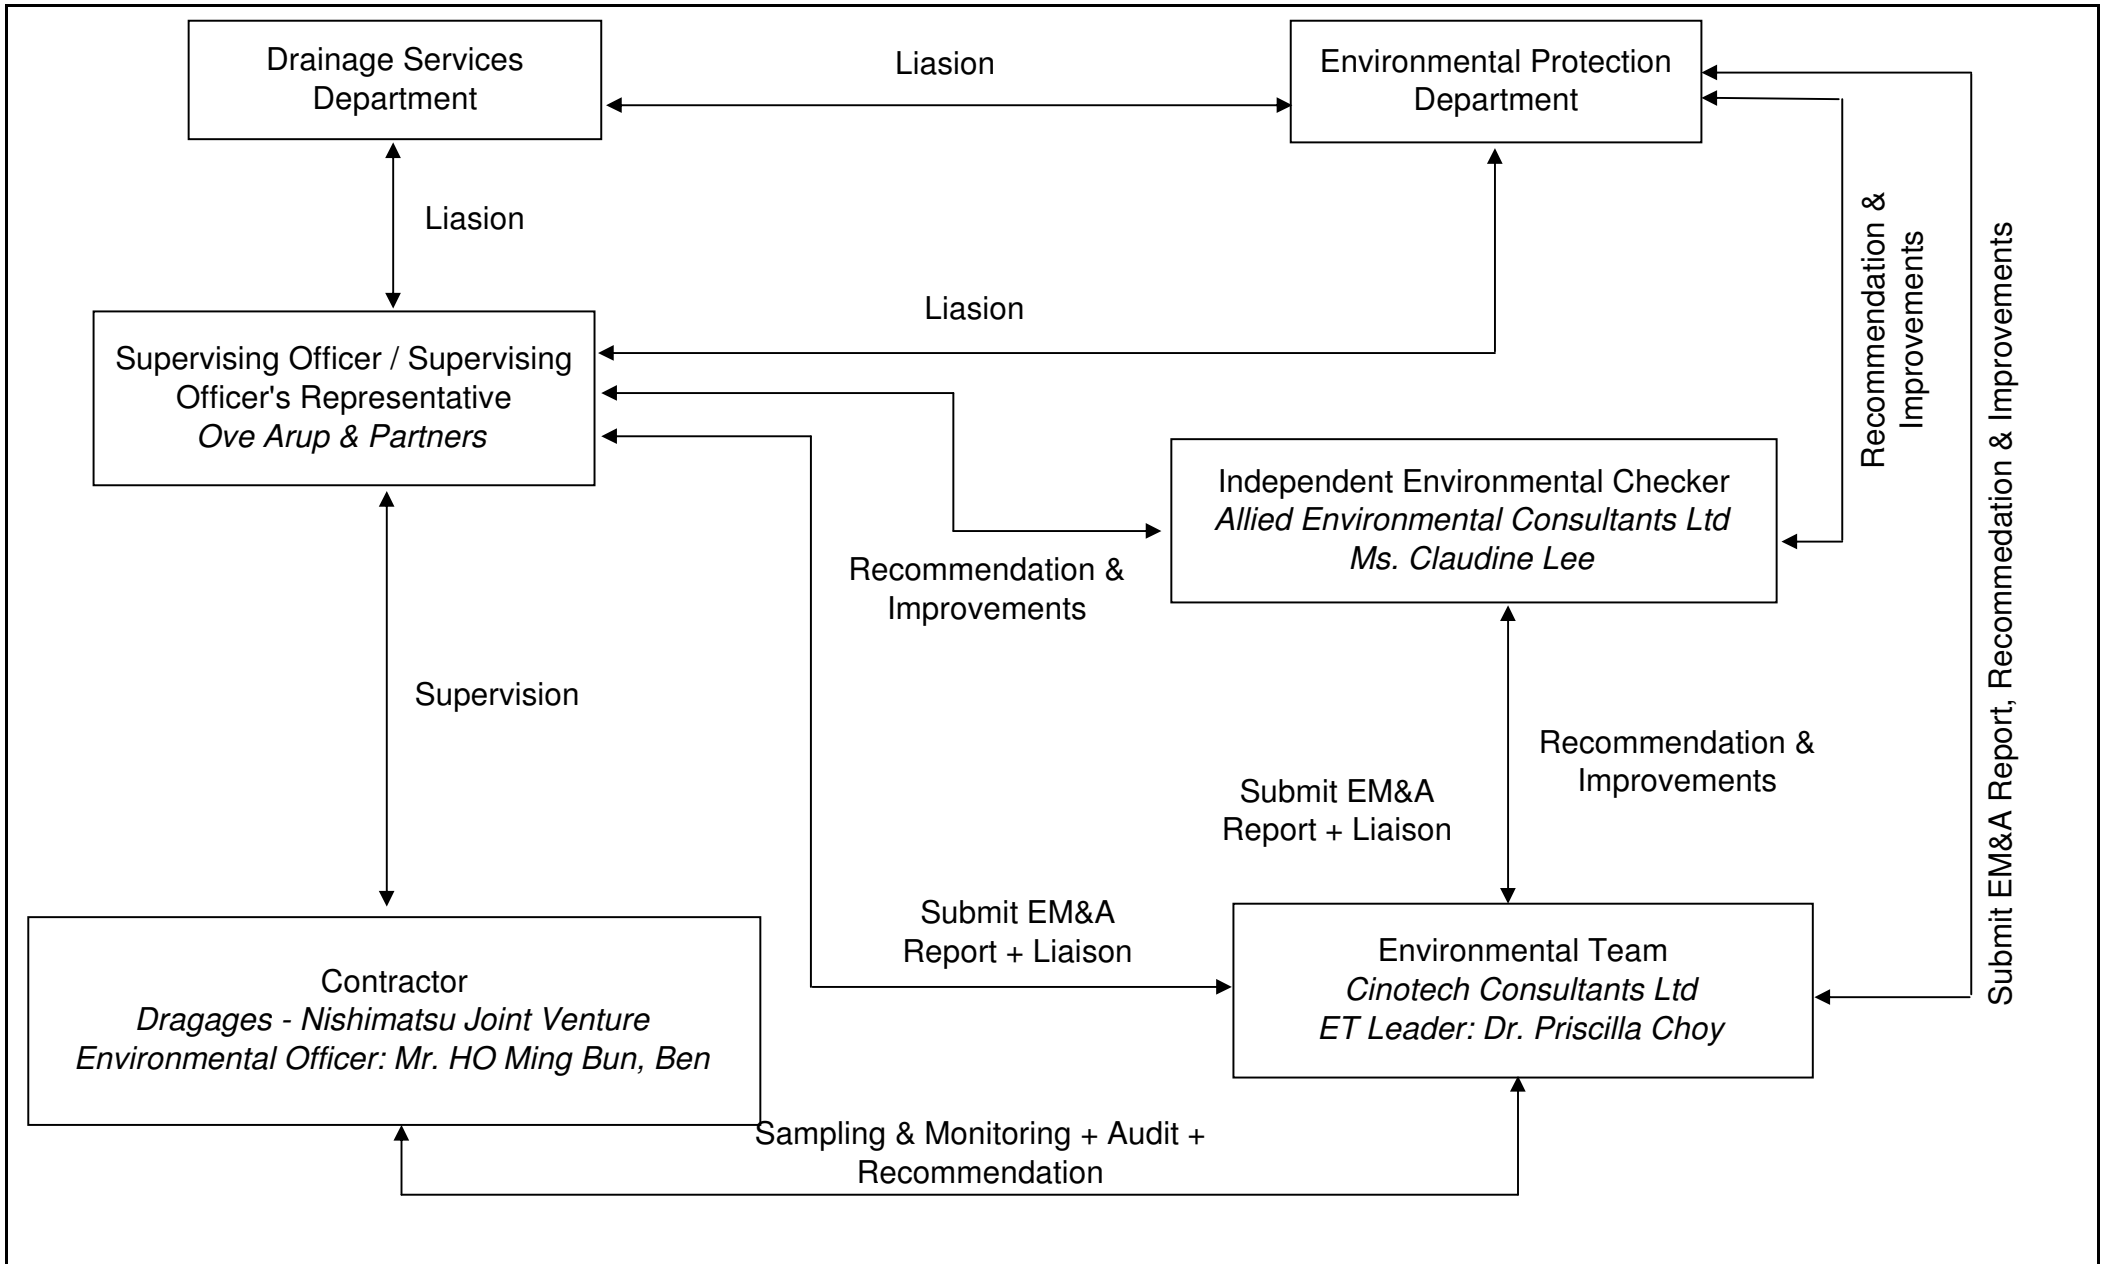 Drainage Services
Department
Liasion
Environmental Protection
Department
Liasion
Recommendation &
Improvements
Submit EM&A Report, Recommedation & Improvements
Liasion
Supervising Officer / Supervising
Officer's Representative
Ove Arup & Partners
Independent Environmental Checker
Allied Environmental Consultants Ltd
Ms. Claudine Lee
Recommendation &
Improvements
Supervision
Recommendation &
Improvements
Submit EM&A
Report + Liaison
Submit EM&A
Report + Liaison
Environmental Team
Cinotech Consultants Ltd
ET Leader: Dr. Priscilla Choy
Contractor
Dragages - Nishimatsu Joint Venture
Environmental Officer: Mr. HO Ming Bun, Ben
Sampling & Monitoring + Audit +
Recommendation